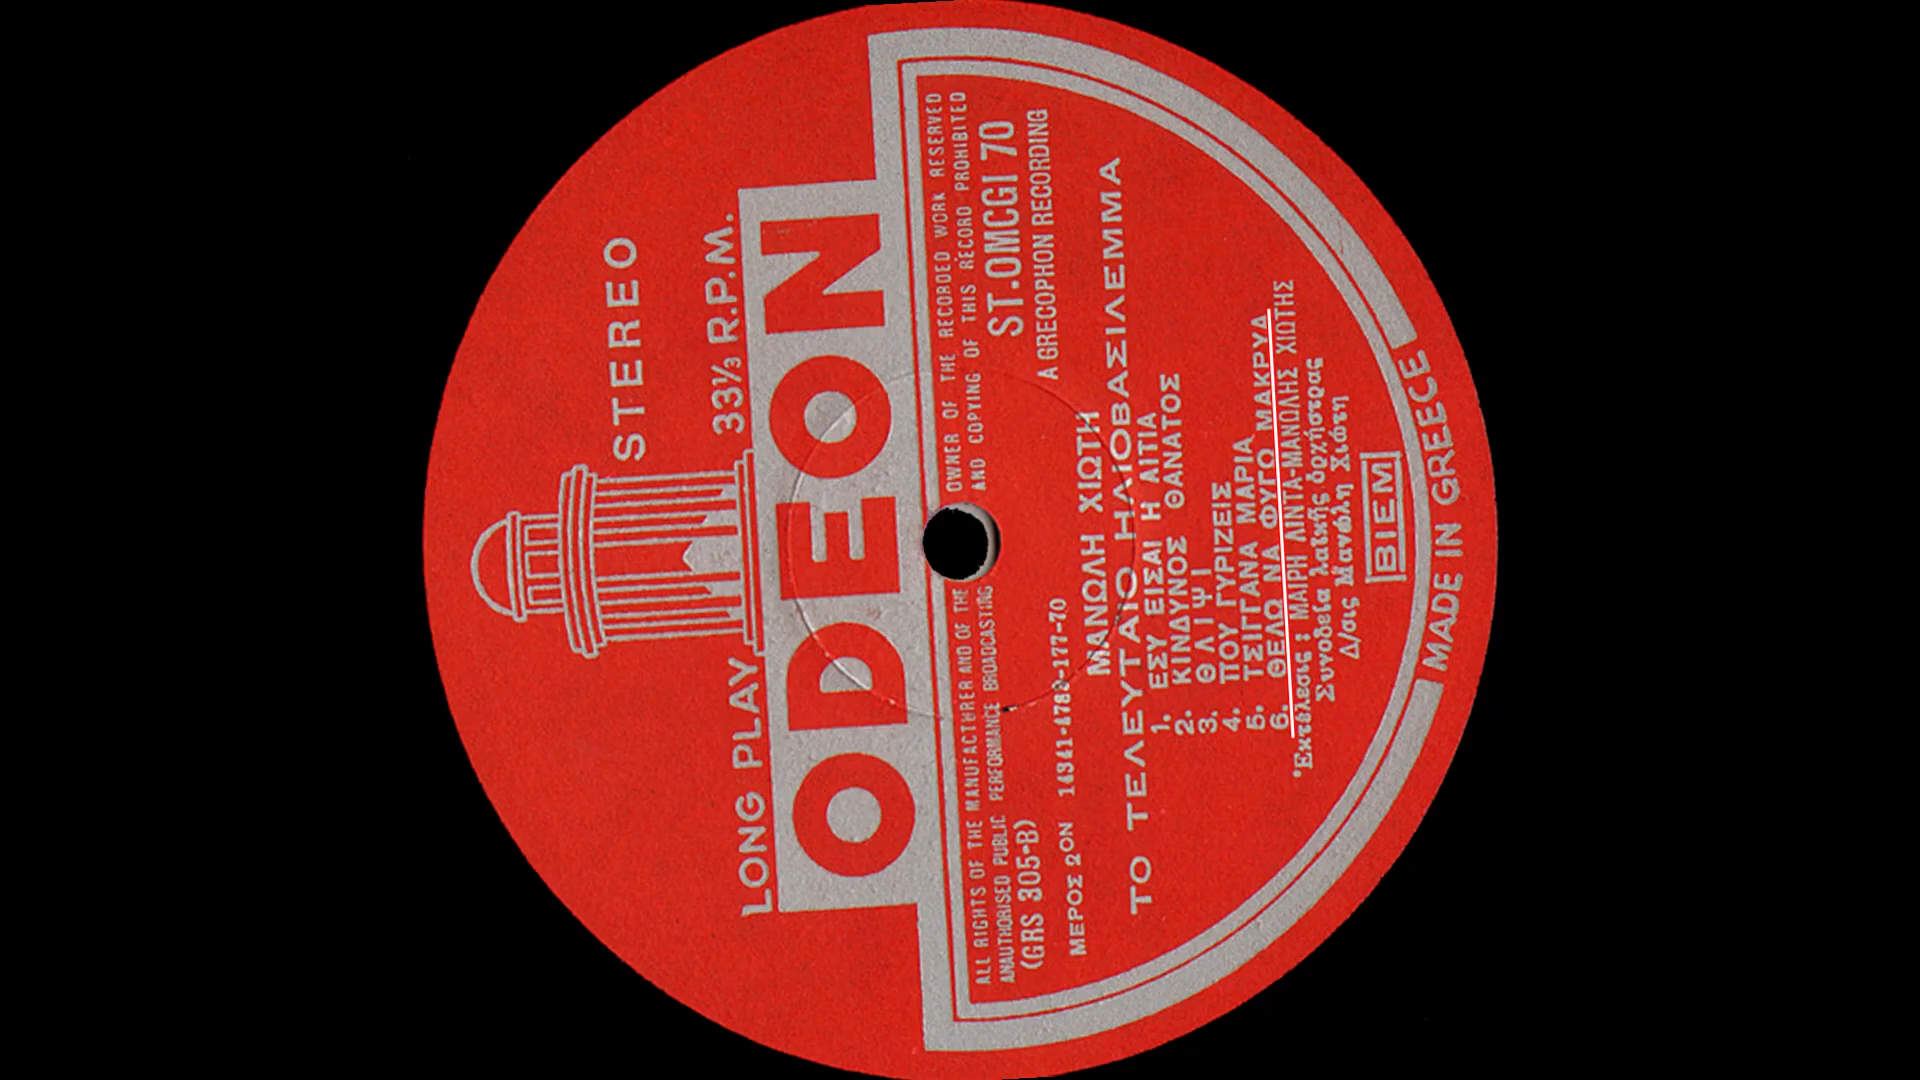 STEREO
LONG PLAY 33⅓ R.P.M.
ODEON
ALL RIGHTS OF THE MANUFACTURER AND OF THE OWNER OF THE RECORDED WORK RESERVED
ANAUTHORISED PUBLIC PERFORMANCE BROADCASTING AND COPYING OF THIS RECORD PROHIBITED
(GRS 305-B) ST.OMCGI 70
A GRECOPHON RECORDING
ΜΕΡΟΣ 2ΟΝ
ΜΑΝΩΛΗ ΧΙΩΤΗ
ΤΟ ΤΕΛΕΥΤΑΙΟ ΗΛΙΟΒΑΣΙΛΕΜΜΑ
1. ΕΣΥ ΕΙΣΑΙ Η ΑΙΤΙΑ
2. ΚΙΝΔΥΝΟΣ ΘΑΝΑΤΟΣ
3. ΘΛΙΨΙ
4. ΠΟΥ ΓΥΡΙΖΕΙΣ
5. ΤΣΙΓΓΑΝΑ ΜΑΡΙΑ
6. ΘΕΛΩ ΝΑ ΦΥΓΩ ΜΑΚΡΥΑ
Ἐκτέλεσις : ΜΑΙΡΗ ΛΙΝΤΑ-ΜΑΝΩΛΗΣ ΧΙΩΤΗΣ
Συνοδεία λαϊκῆς ὀρχήστρας
Δ/σις Μανώλη Χιώτη
BIEM
MADE IN GREECE